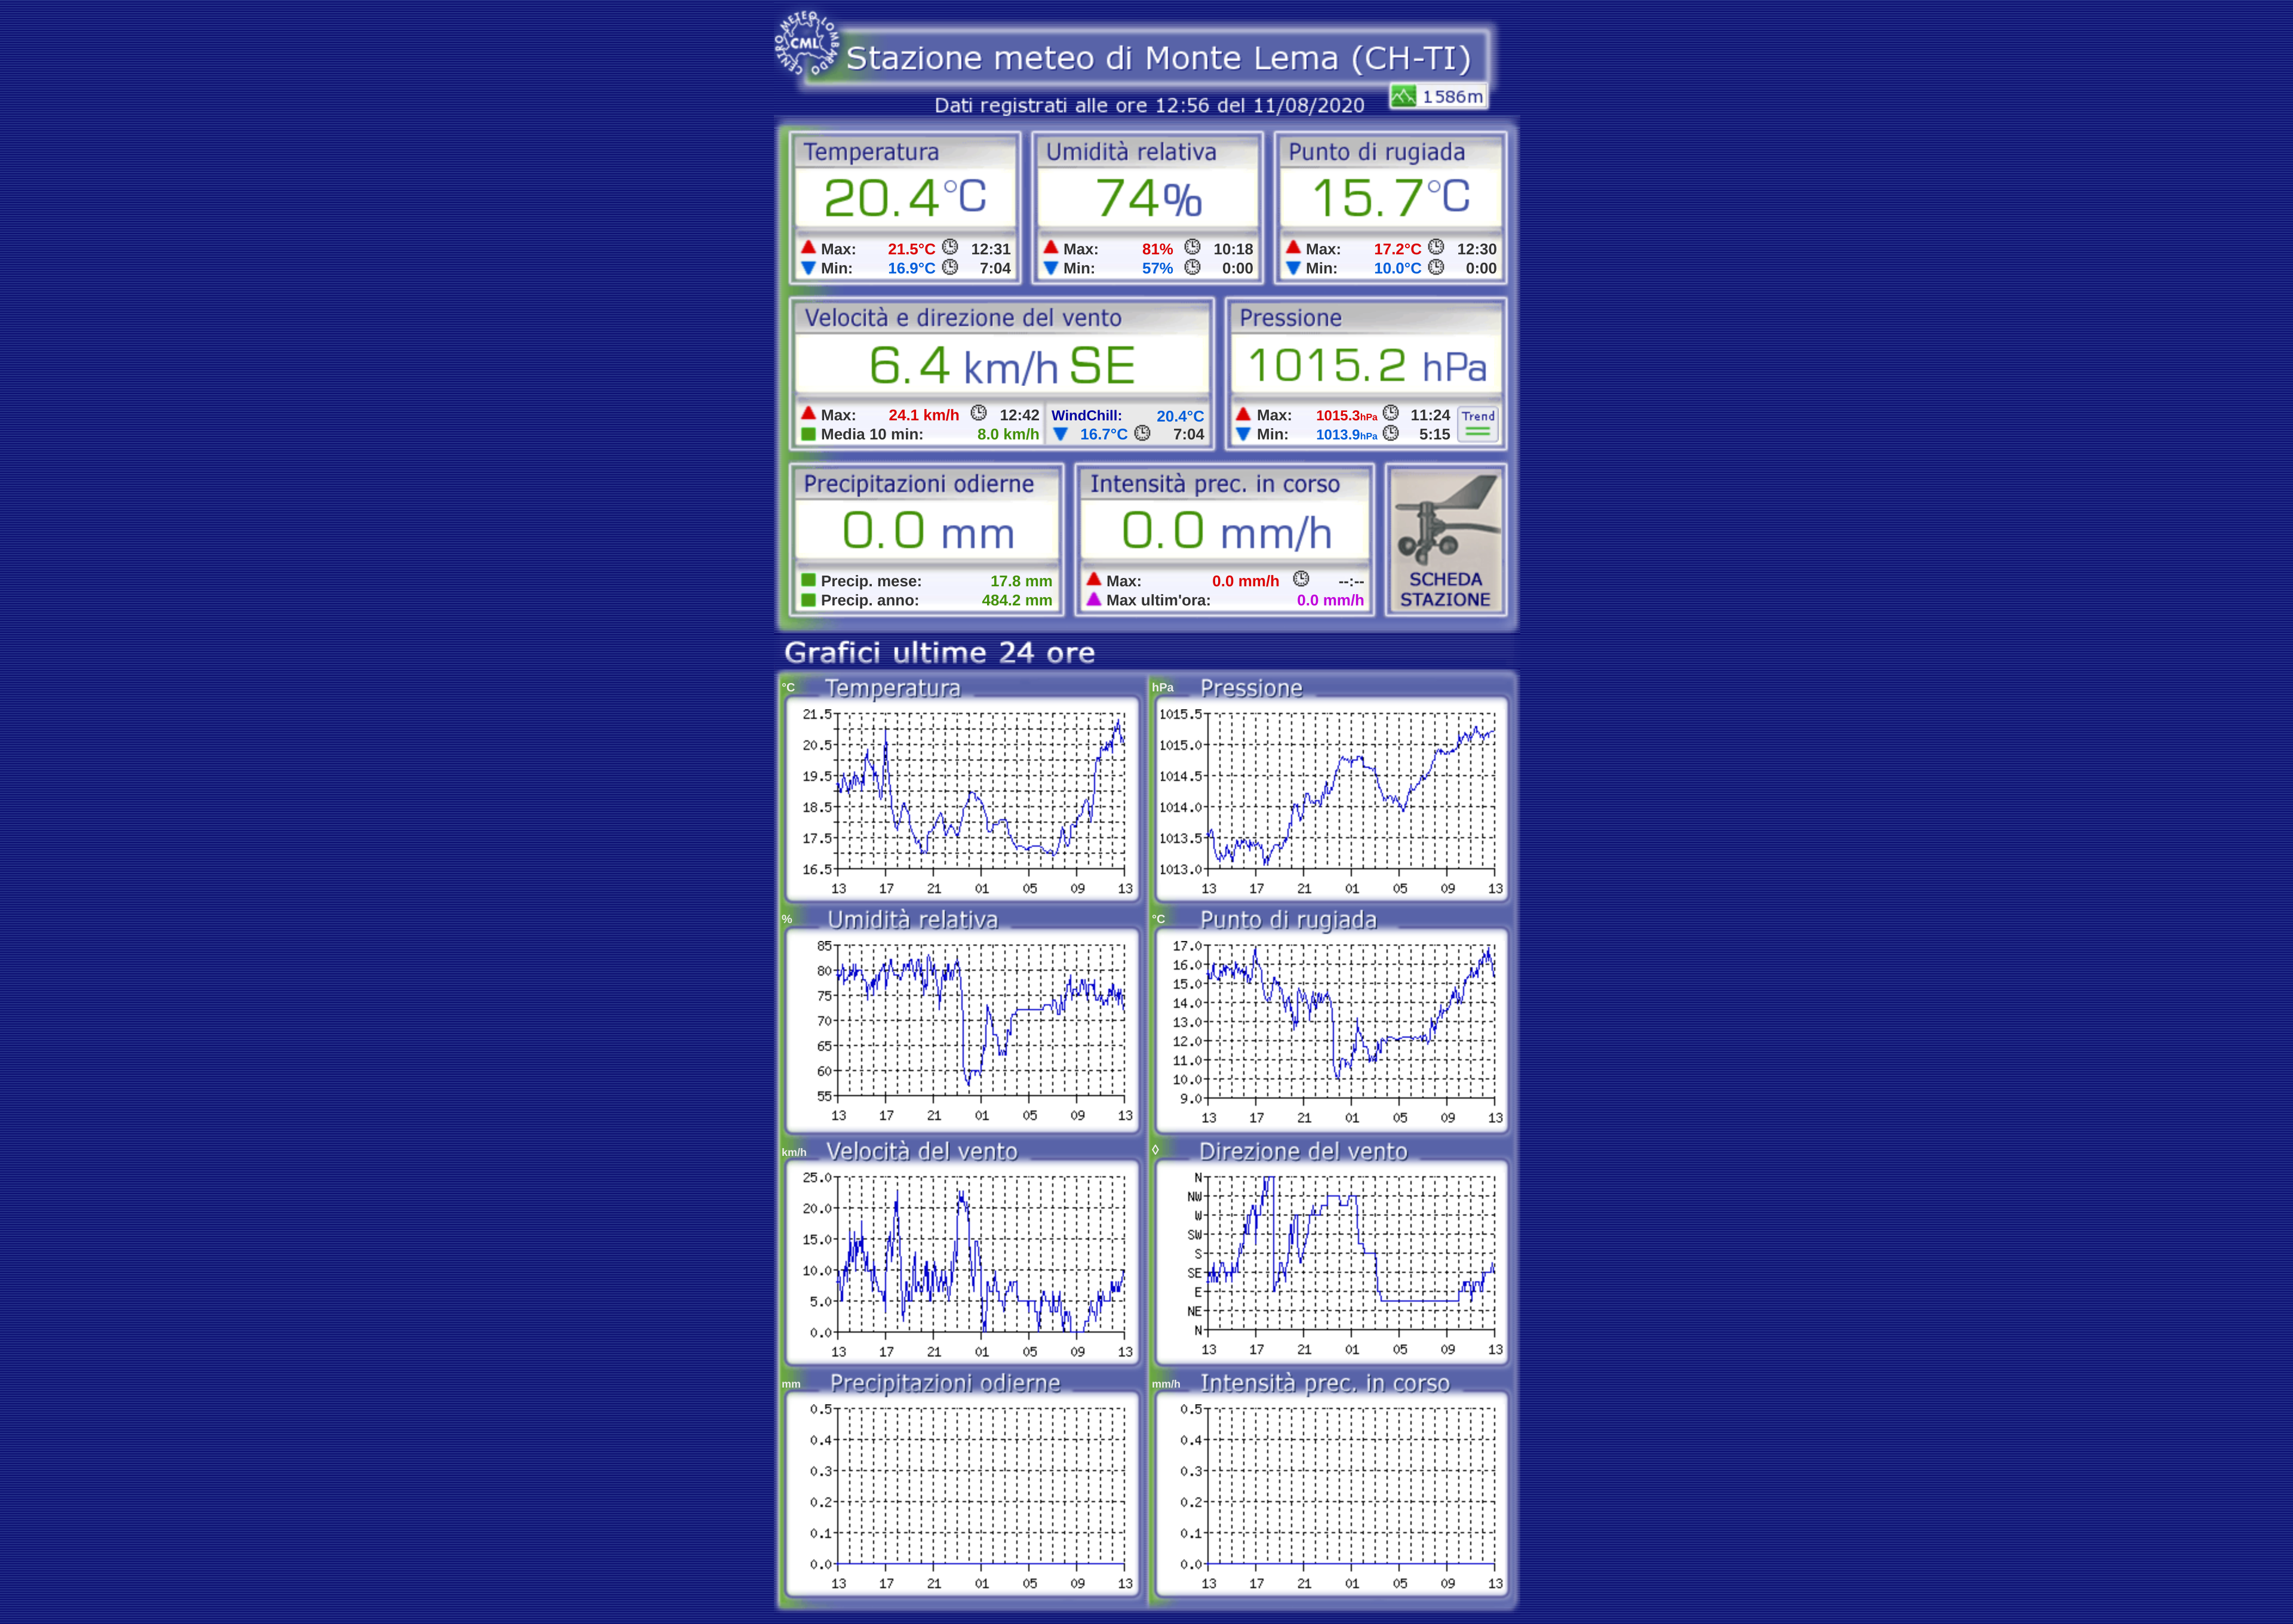 CENTRO METEO LOMBARDO
CML
Stazione meteo di Monte Lema (CH-TI)
Dati registrati alle ore 12:56 del 11/08/2020
1586m
Temperatura
20.4°C
Max: 21.5°C 12:31
Min: 16.9°C 7:04
Umidità relativa
74%
Max: 81% 10:18
Min: 57% 0:00
Punto di rugiada
15.7°C
Max: 17.2°C 12:30
Min: 10.0°C 0:00
Velocità e direzione del vento
6.4 km/h SE
Max: 24.1 km/h 12:42
Media 10 min: 8.0 km/h
WindChill: 20.4°C
16.7°C 7:04
Pressione
1015.2 hPa
Max: 1015.3hPa 11:24
Min: 1013.9hPa 5:15
Trend
Precipitazioni odierne
0.0 mm
Precip. mese: 17.8 mm
Precip. anno: 484.2 mm
Intensità prec. in corso
0.0 mm/h
Max: 0.0 mm/h --:--
Max ultim'ora: 0.0 mm/h
SCHEDA
STAZIONE
Grafici ultime 24 ore
°C Temperatura
21.5
20.5
19.5
18.5
17.5
16.5
13 17 21 01 05 09 13
hPa Pressione
1015.5
1015.0
1014.5
1014.0
1013.5
1013.0
13 17 21 01 05 09 13
% Umidità relativa
85
80
75
70
65
60
55
13 17 21 01 05 09 13
°C Punto di rugiada
17.0
16.0
15.0
14.0
13.0
12.0
11.0
10.0
9.0
13 17 21 01 05 09 13
km/h Velocità del vento
25.0
20.0
15.0
10.0
5.0
0.0
13 17 21 01 05 09 13
◊ Direzione del vento
N
NW
W
SW
S
SE
E
NE
N
13 17 21 01 05 09 13
mm Precipitazioni odierne
0.5
0.4
0.3
0.2
0.1
0.0
13 17 21 01 05 09 13
mm/h Intensità prec. in corso
0.5
0.4
0.3
0.2
0.1
0.0
13 17 21 01 05 09 13